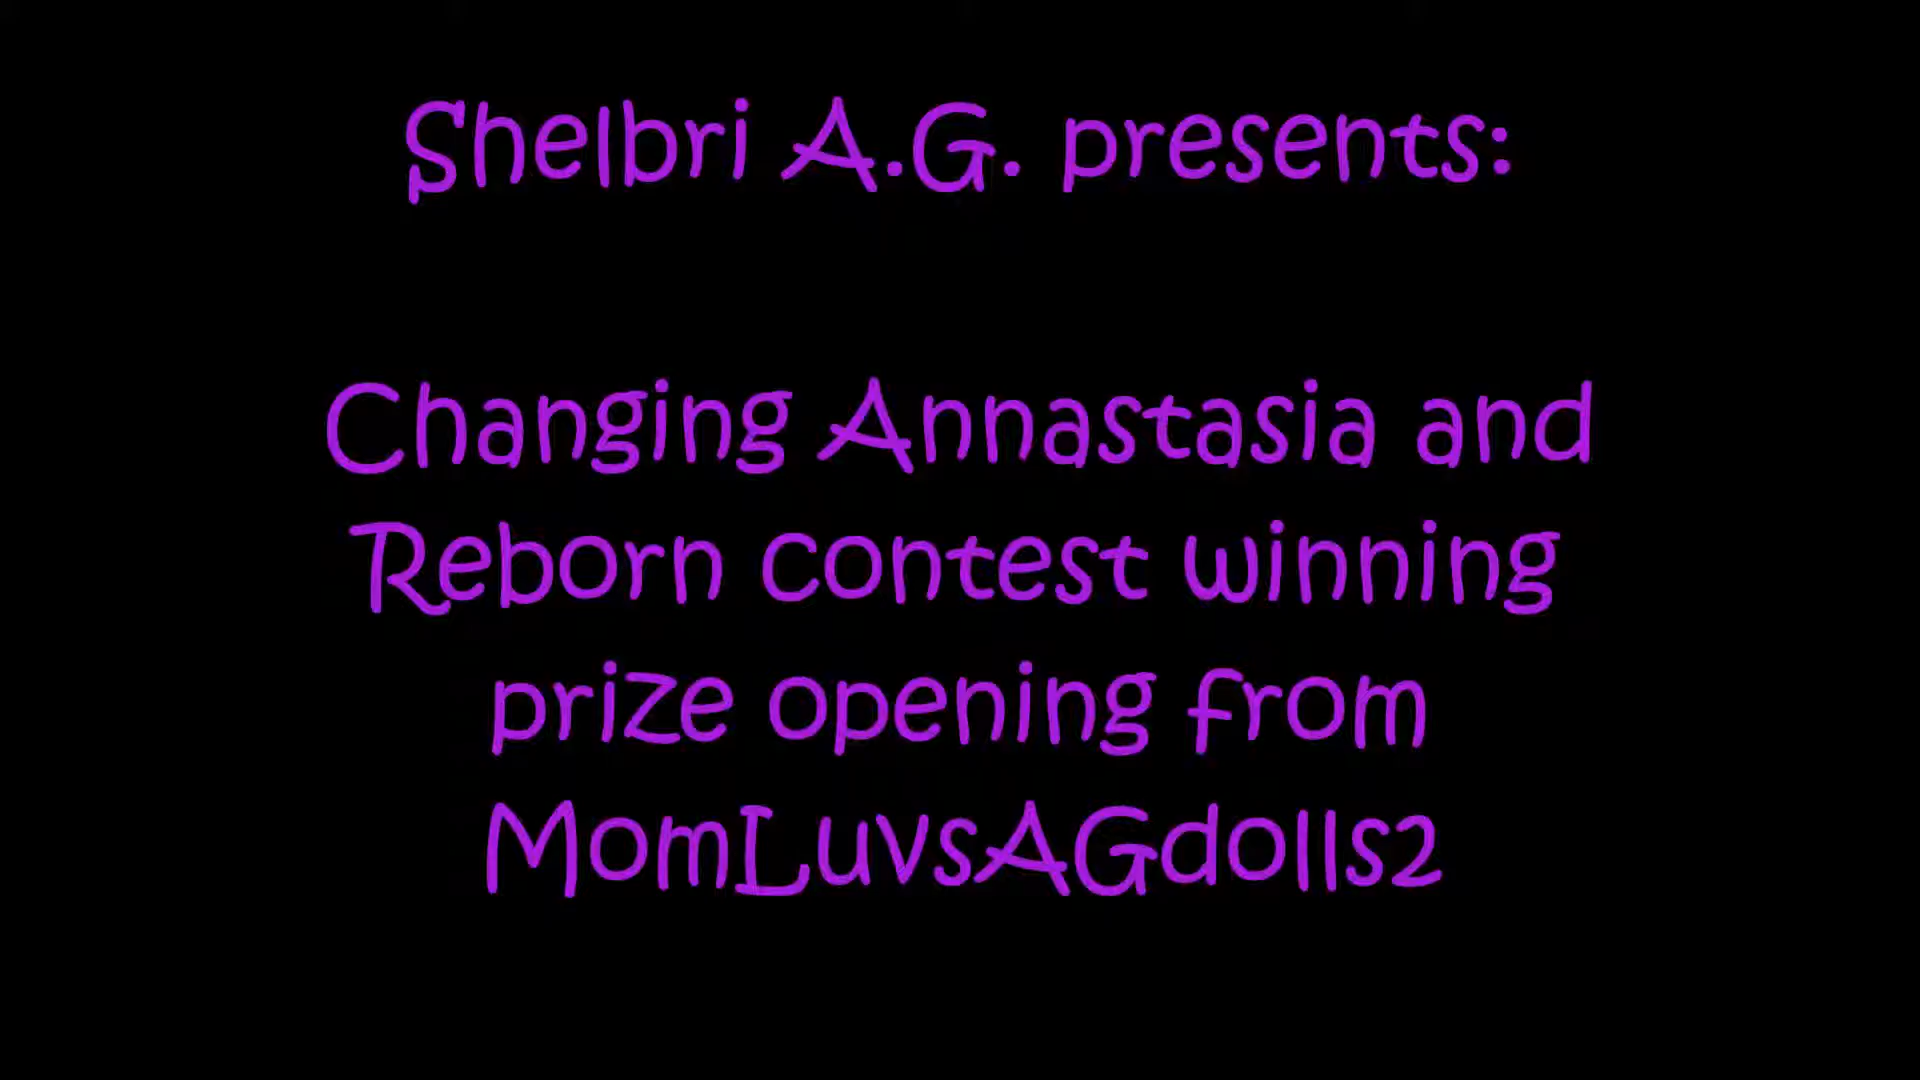 Shelbri A.G. presents:
Changing Annastasia and
Reborn contest winning
prize opening from
MomLuvsAGdolls2